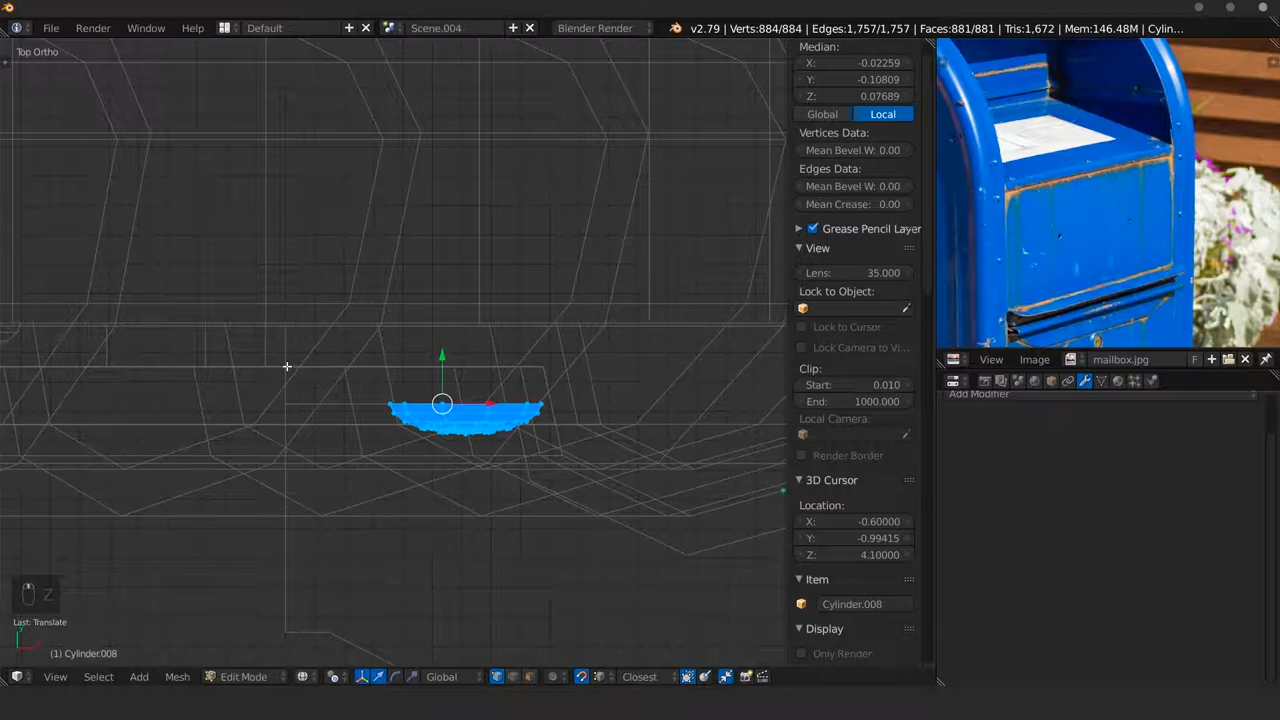 File Render Window Help Default Scene.004 Blender Render v2.79 | Verts:884/884 | Edges:1,757/1,757 | Faces:881/881 | Tris:1,672 | Mem:146.48M | Cylin...
Top Ortho
Median:
X: -0.02259
Y: -0.10809
Z: 0.07689
Global Local
Vertices Data:
Mean Bevel W: 0.00
Edges Data:
Mean Bevel W: 0.00
Mean Crease: 0.00
Grease Pencil Layer
View
Lens: 35.000
Lock to Object:
Lock to Cursor
Lock Camera to Vi...
Clip:
Start: 0.010
End: 1000.000
Local Camera:
Render Border
3D Cursor
Location:
X: -0.60000
Y: -0.99415
Z: 4.10000
Item
Cylinder.008
Display
Only Render
View Image mailbox.jpg F
Add Modifier
Z
Last: Translate
(1) Cylinder.008
View Select Add Mesh Edit Mode Global Closest